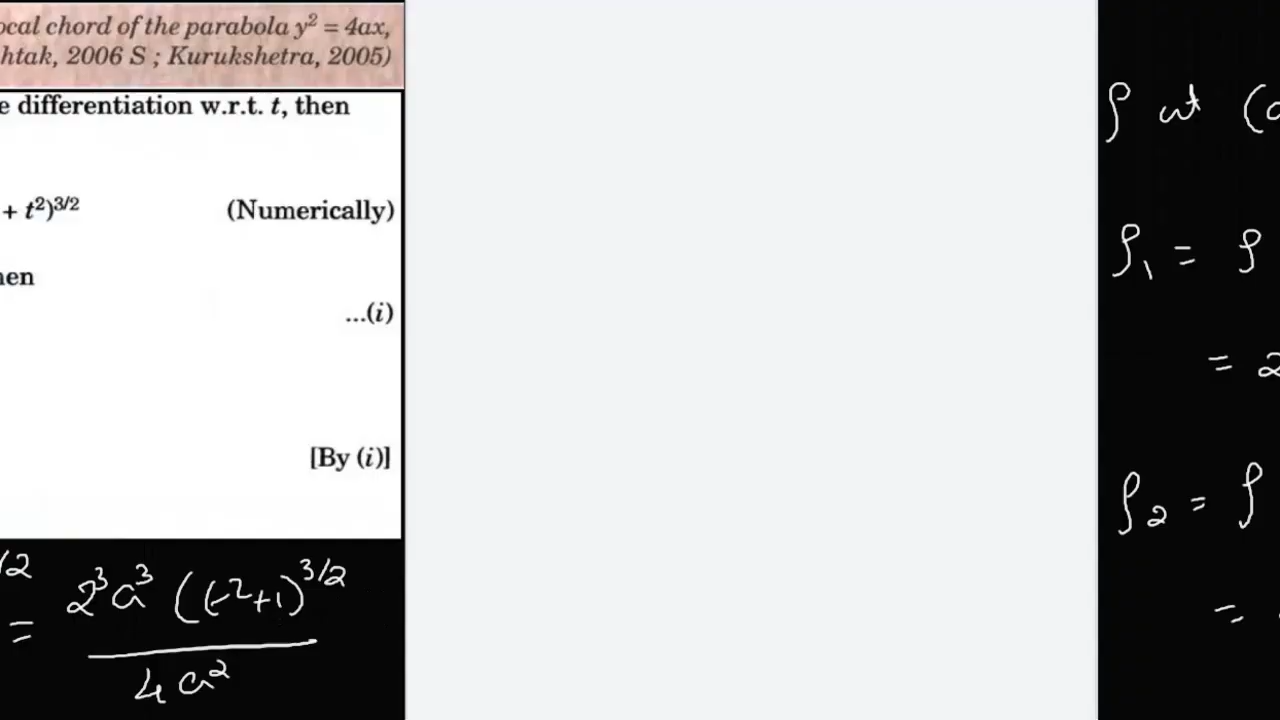 ocal chord of the parabola y² = 4ax,
htak, 2006 S ; Kurukshetra, 2005)
e differentiation w.r.t. t, then
+ t²)^3/2 (Numerically)
hen
...(i)
[By (i)]
/2
= 2³a³ (t²+1)^3/2
4a²
ρ at (a
ρ₁ = ρ
= 2
ρ₂ = ρ
=